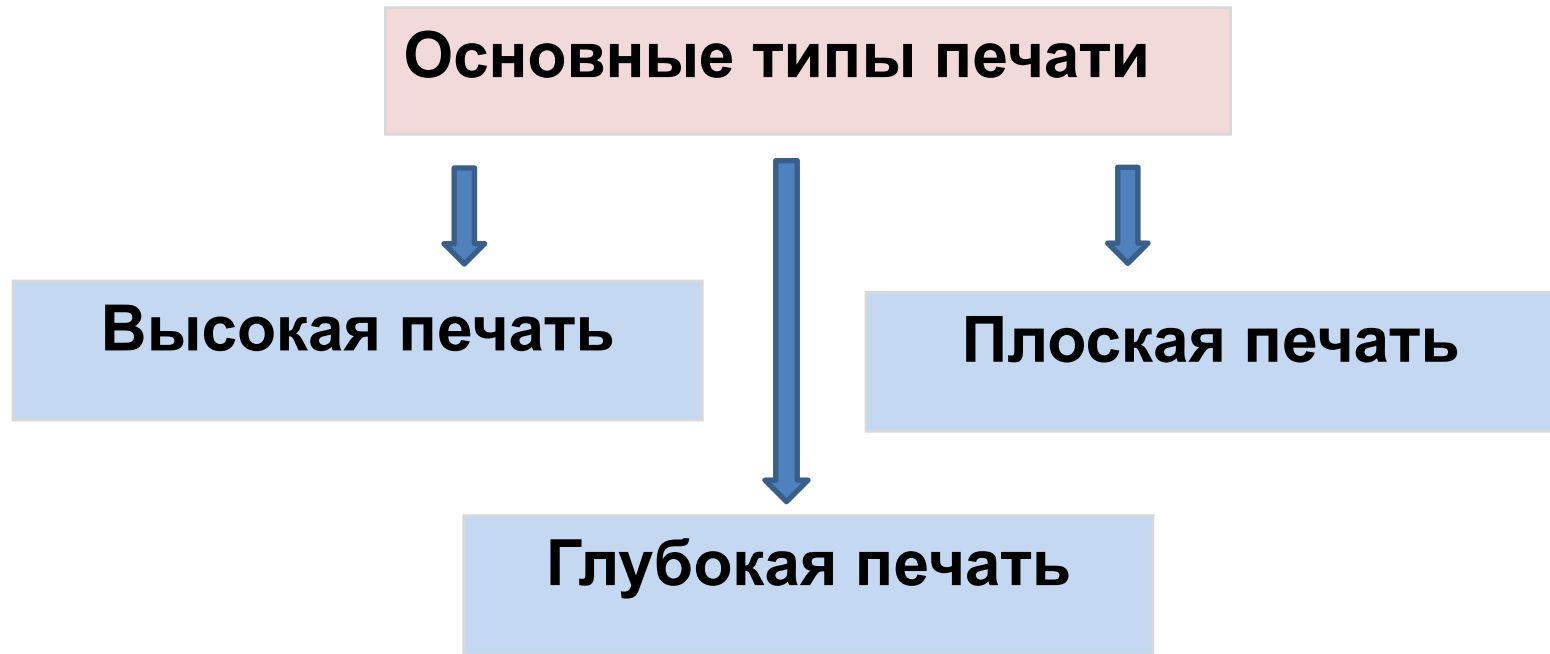 Основные типы печати
Высокая печать
Плоская печать
Глубокая печать